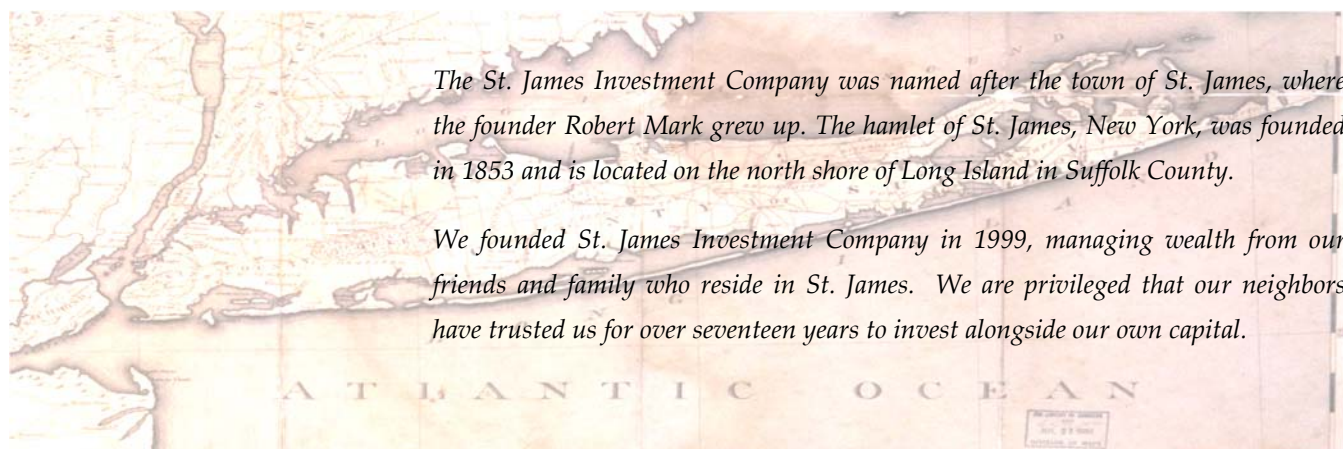 The St. James Investment Company was named after the town of St. James, where
the founder Robert Mark grew up. The hamlet of St. James, New York, was founded
in 1853 and is located on the north shore of Long Island in Suffolk County.
We founded St. James Investment Company in 1999, managing wealth from our
friends and family who reside in St. James. We are privileged that our neighbors
have trusted us for over seventeen years to invest alongside our own capital.
ATLANTIC OCEAN